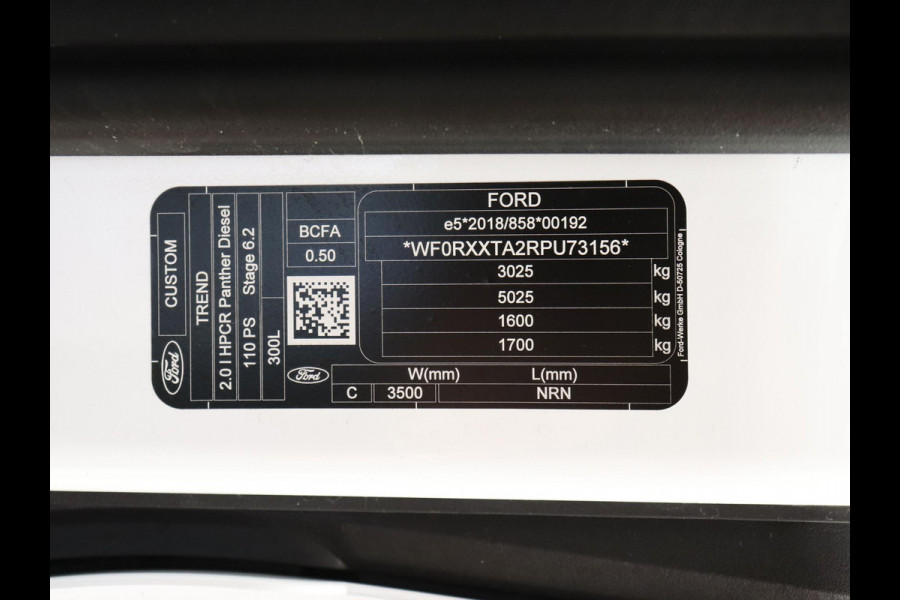 CUSTOM
Ford
TREND
2.0 l HPCR Panther Diesel
110 PS Stage 6.2
300L
BCFA
0.50
Ford
FORD
e5*2018/858*00192
*WF0RXXTA2RPU73156*
3025 kg
5025 kg
1600 kg
1700 kg
W(mm) L(mm)
C 3500 NRN
Ford-Werke GmbH D-50725 Cologne